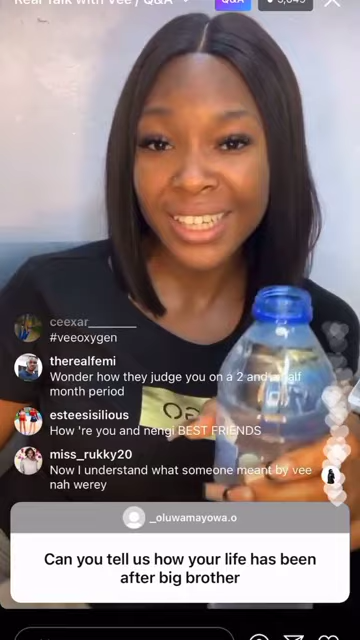 Real Talk with Vee / Q&A
Q&A
ceexar________
#veeoxygen
therealfemi
Wonder how they judge you on a 2 and half
month period
esteesisilious
How 're you and nengi BEST FRIENDS
miss_rukky20
Now I understand what someone meant by vee
nah werey
_oluwamayowa.o
Can you tell us how your life has been
after big brother